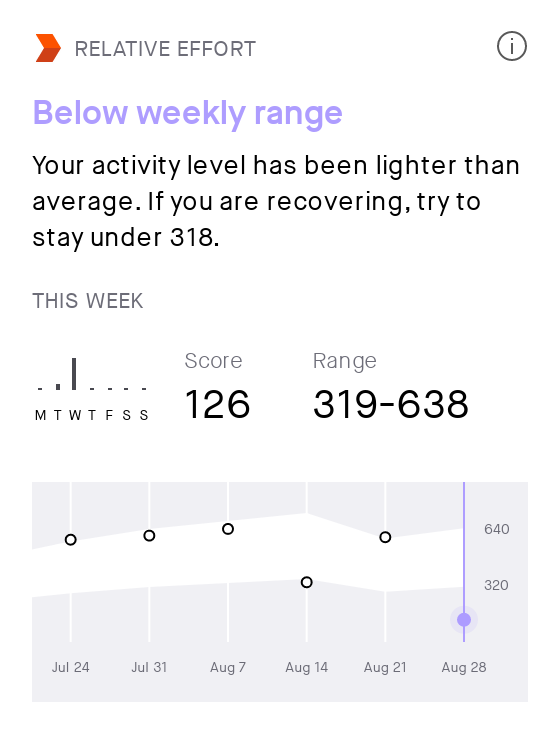 RELATIVE EFFORT
Below weekly range
Your activity level has been lighter than
average. If you are recovering, try to
stay under 318.
THIS WEEK
Score
Range
126
319-638
M T W T F S S
640
320
Jul 24
Jul 31
Aug 7
Aug 14
Aug 21
Aug 28